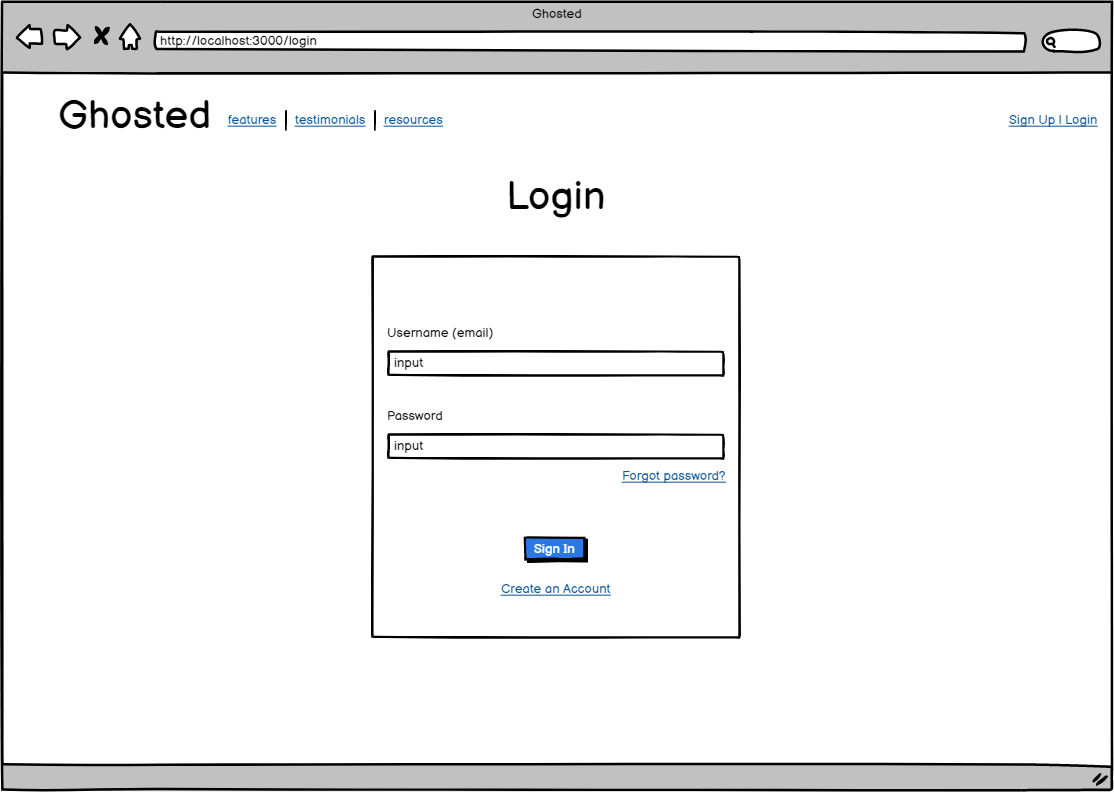 Ghosted
http://localhost:3000/login
Ghosted features | testimonials | resources Sign Up | Login
Login
Username (email)
input
Password
input
Forgot password?
Sign In
Create an Account